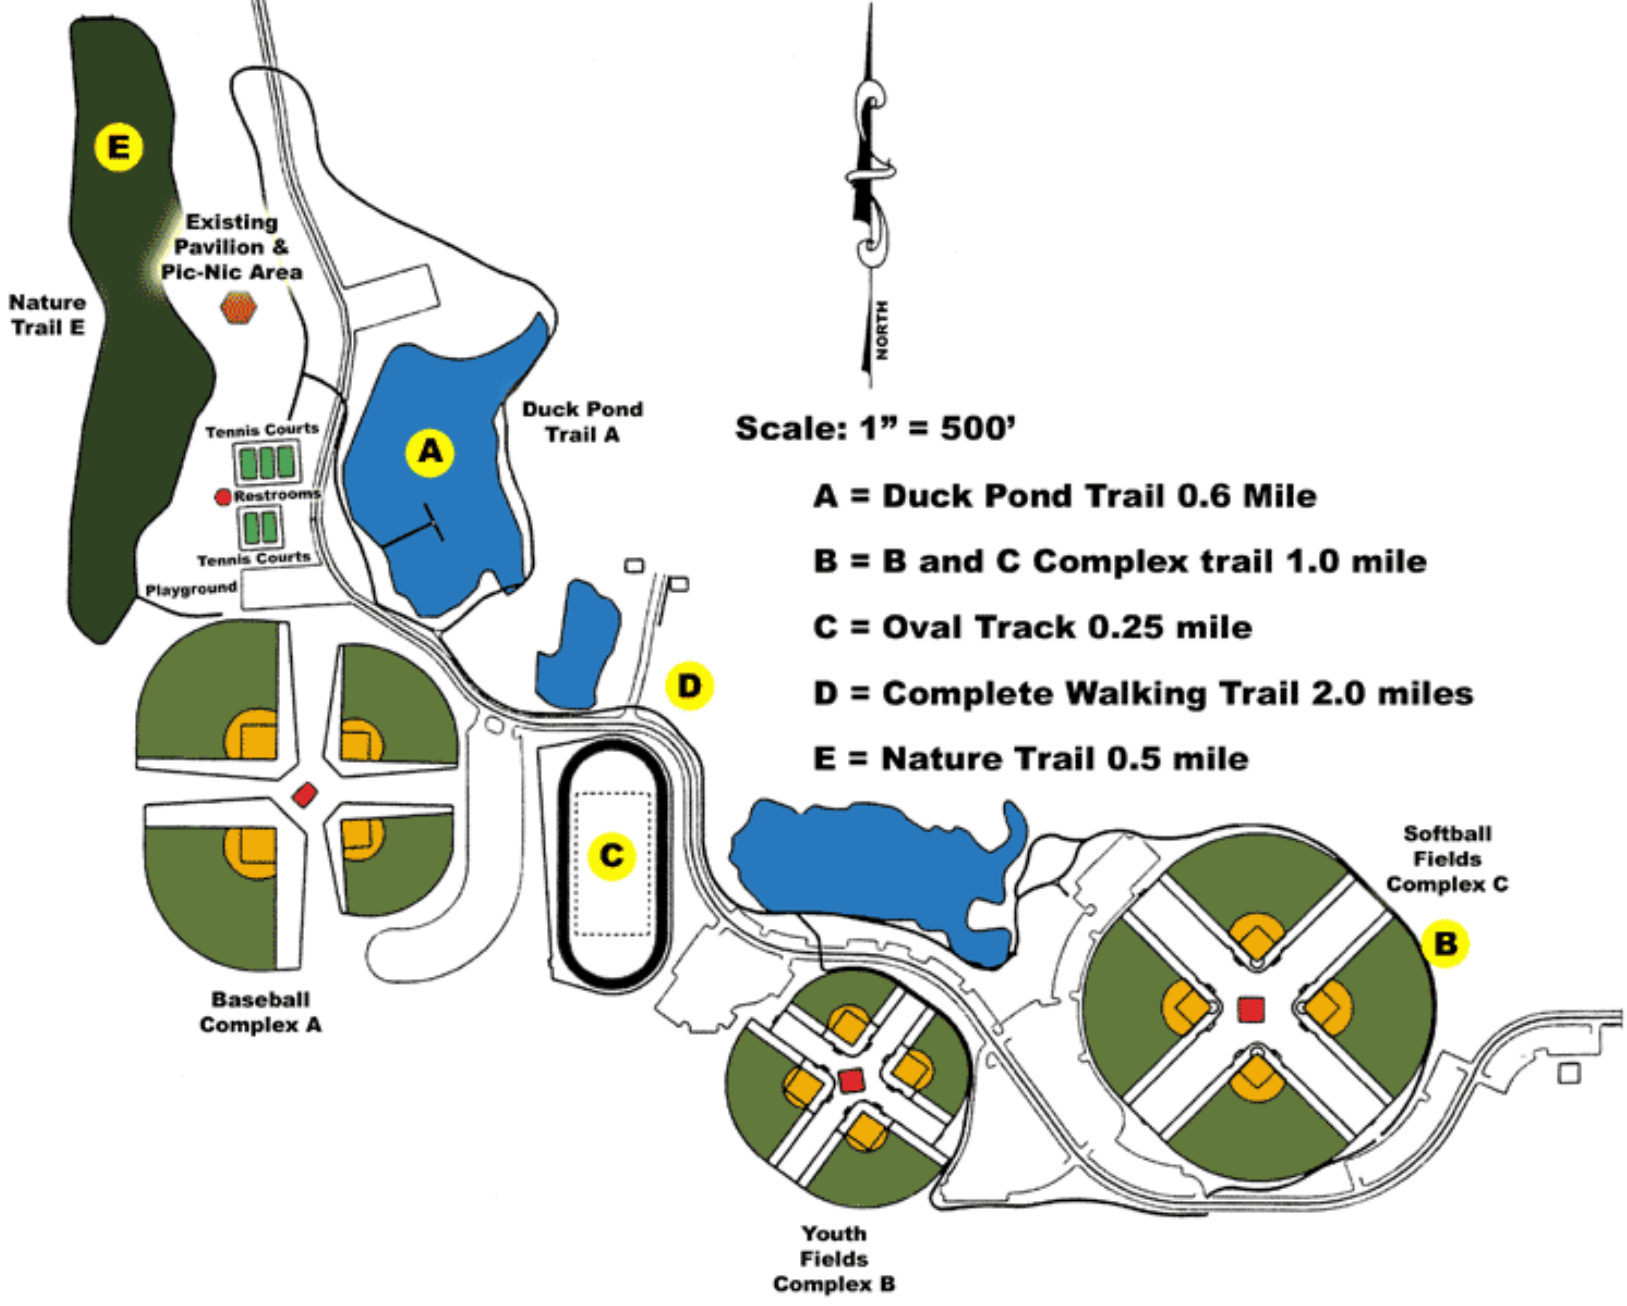 E
Existing
Pavilion &
Pic-Nic Area
Nature
Trail E
NORTH
Duck Pond
Trail A
A
Tennis Courts
Restrooms
Tennis Courts
Playground
Scale: 1” = 500’
A = Duck Pond Trail 0.6 Mile
B = B and C Complex trail 1.0 mile
C = Oval Track 0.25 mile
D = Complete Walking Trail 2.0 miles
E = Nature Trail 0.5 mile
D
C
Softball
Fields
Complex C
B
Baseball
Complex A
Youth
Fields
Complex B